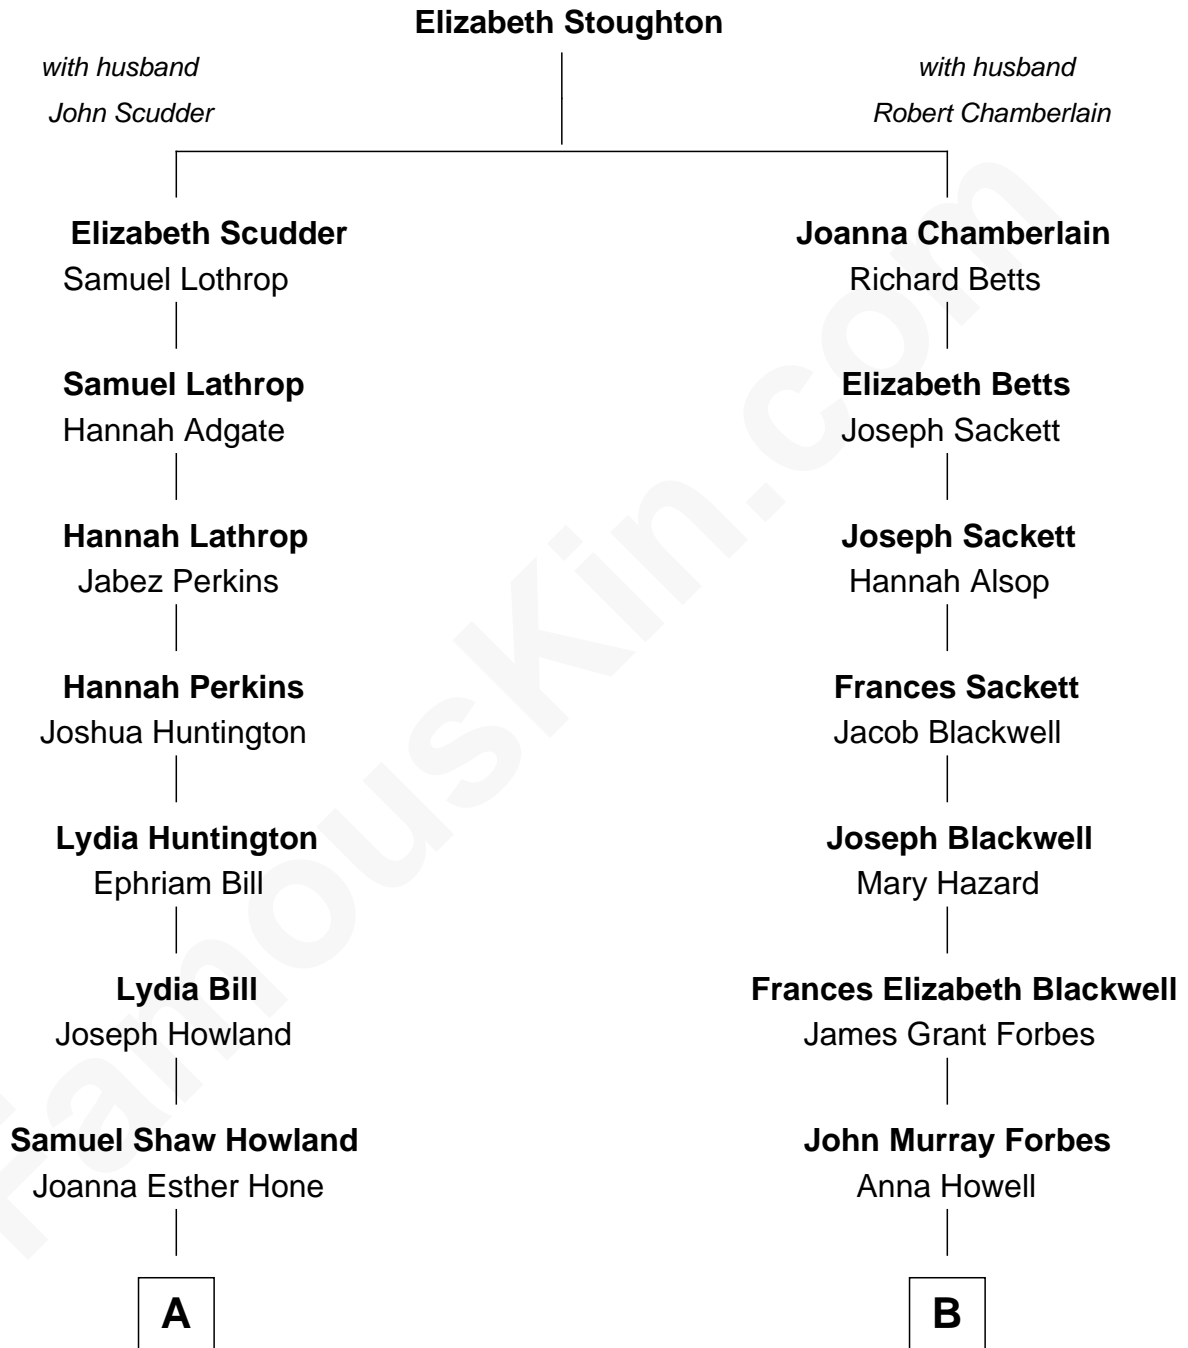 Elizabeth Stoughton
with husband
John Scudder
with husband
Robert Chamberlain
Elizabeth Scudder
Samuel Lothrop
Joanna Chamberlain
Richard Betts
Samuel Lathrop
Hannah Adgate
Elizabeth Betts
Joseph Sackett
Hannah Lathrop
Jabez Perkins
Joseph Sackett
Hannah Alsop
Hannah Perkins
Joshua Huntington
Frances Sackett
Jacob Blackwell
Lydia Huntington
Ephriam Bill
Joseph Blackwell
Mary Hazard
Lydia Bill
Joseph Howland
Frances Elizabeth Blackwell
James Grant Forbes
Samuel Shaw Howland
Joanna Esther Hone
John Murray Forbes
Anna Howell
A
B
FamousKin.com